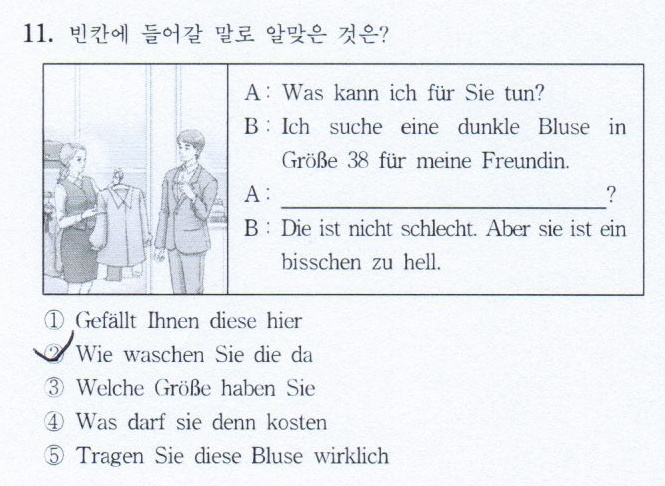 11. 빈칸에 들어갈 말로 알맞은 것은?
A : Was kann ich für Sie tun?
B : Ich suche eine dunkle Bluse in
Größe 38 für meine Freundin.
A : ______________________________?
B : Die ist nicht schlecht. Aber sie ist ein
bisschen zu hell.
① Gefällt Ihnen diese hier
② Wie waschen Sie die da
③ Welche Größe haben Sie
④ Was darf sie denn kosten
⑤ Tragen Sie diese Bluse wirklich